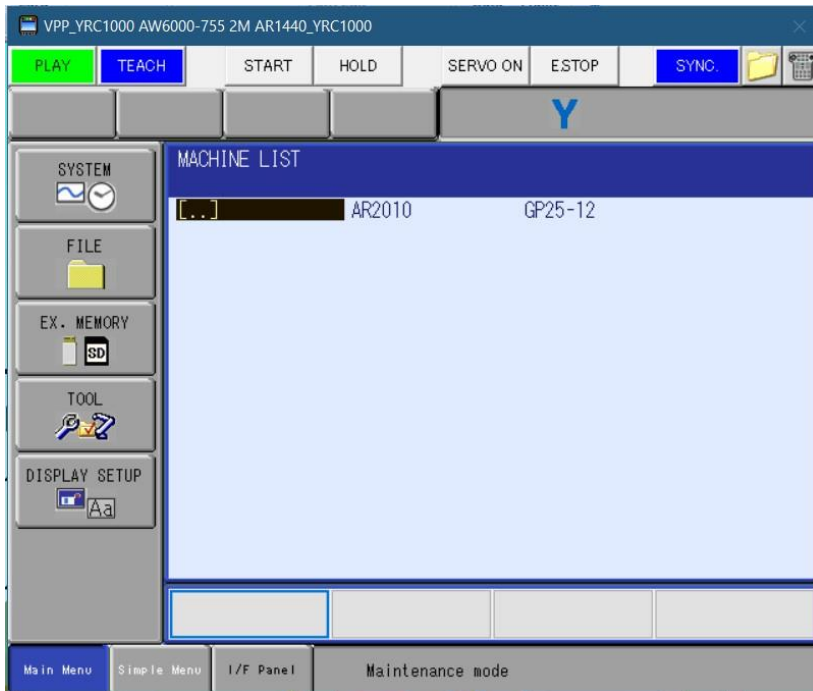 VPP_YRC1000 AW6000-755 2M AR1440_YRC1000
PLAY TEACH START HOLD SERVO ON E.STOP SYNC.
Y
SYSTEM
MACHINE LIST
[..] AR2010 GP25-12
FILE
EX. MEMORY
SD
TOOL
DISPLAY SETUP
Aa
Main Menu Simple Menu I/F Panel Maintenance mode